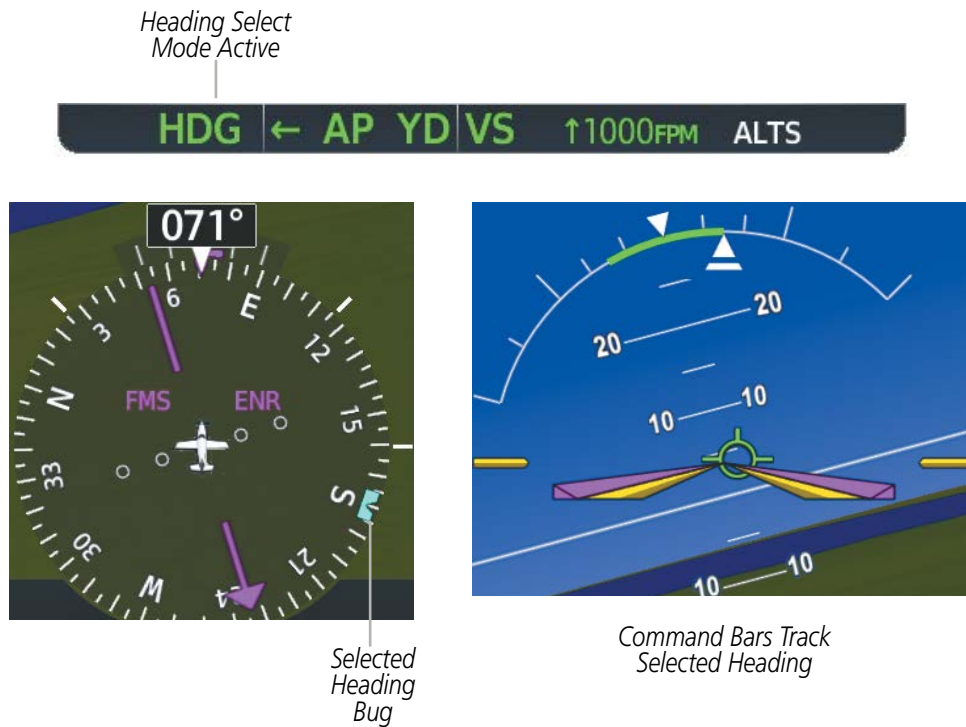 Heading Select
Mode Active
HDG ← AP YD VS ↑1000FPM ALTS
071°
3 6 E 12 15 S 21 24 W 30 33 N
FMS ENR
20 20
10 10
10 10
Selected
Heading
Bug
Command Bars Track
Selected Heading